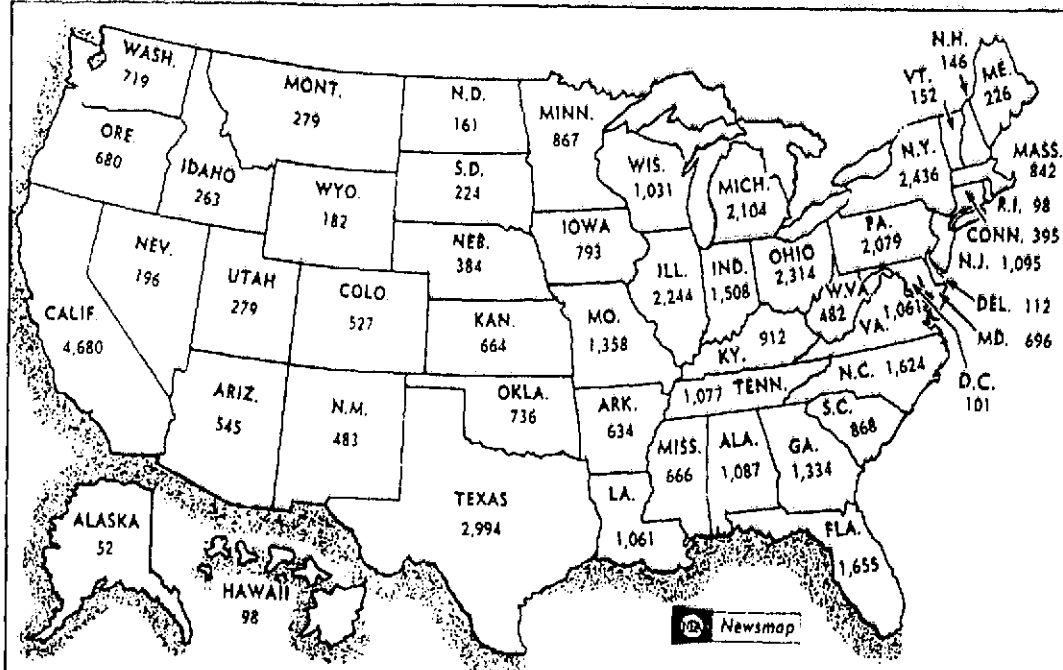 WASH.
719
ORE.
680
IDAHO
263
MONT.
279
WYO.
182
N.D.
161
S.D.
224
NEB.
384
KAN.
664
MINN.
867
IOWA
793
MO.
1,358
WIS.
1,031
MICH.
2,104
ILL.
2,244
IND.
1,508
OHIO
2,314
KY. 912
1,077 TENN.
N.H.
146
VT.
152
ME.
226
N.Y.
2,436
MASS.
842
R.I. 98
CONN. 395
N.J. 1,095
PA.
2,079
DEL. 112
MD. 696
D.C.
101
W.VA.
482
VA. 1,061
N.C. 1,624
S.C.
868
GA.
1,334
FLA.
1,655
ALA.
1,087
MISS.
666
LA.
1,061
ARK.
634
OKLA.
736
TEXAS
2,994
N.M.
483
COLO.
527
UTAH
279
ARIZ.
545
NEV.
196
CALIF.
4,680
ALASKA
52
HAWAII
98
Newsmap